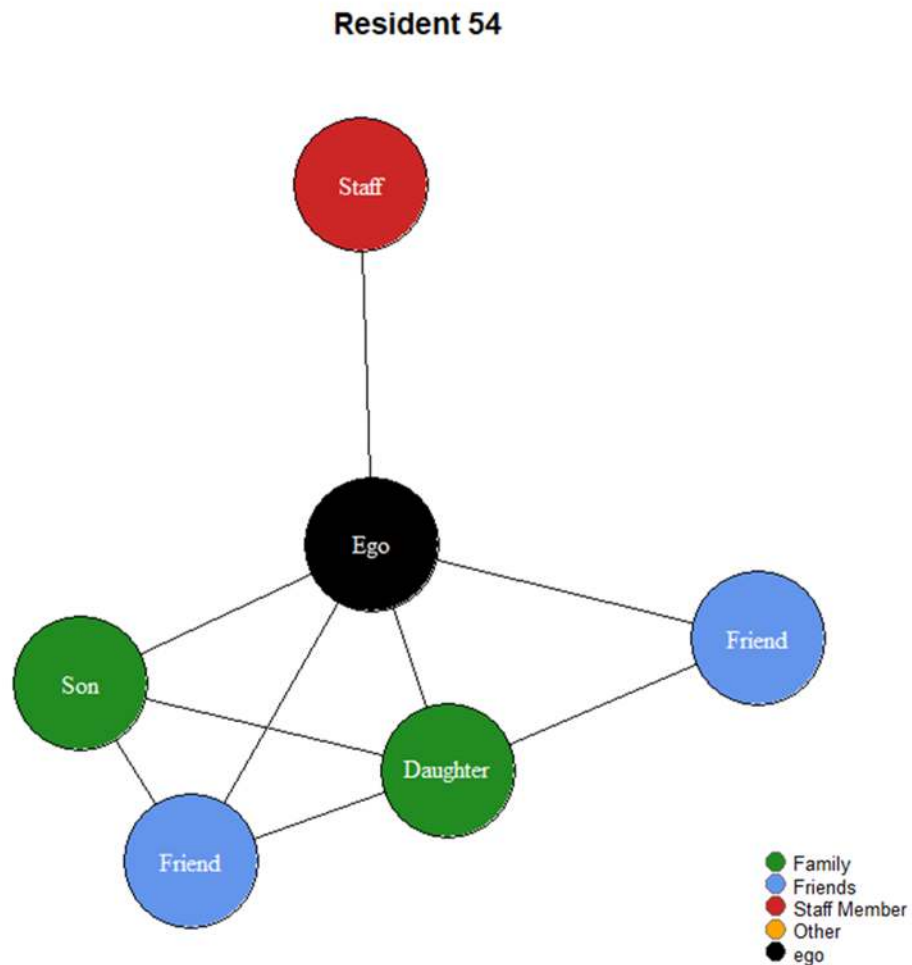 Resident 54
Staff
Ego
Friend
Son
Daughter
Friend
Family
Friends
Staff Member
Other
ego